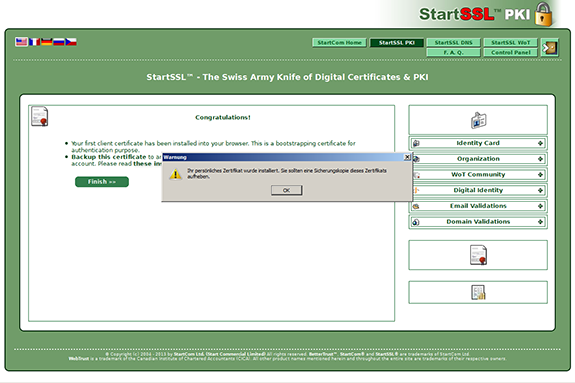 StartSSL™ PKI
StartCom Home
StartSSL PKI
StartSSL DNS
StartSSL WoT
F. A. Q.
Control Panel
StartSSL™ - The Swiss Army Knife of Digital Certificates & PKI
Congratulations!
Your first client certificate has been installed into your browser. This is a bootstrapping certificate for
authentication purpose.
Backup this certificate to
account. Please read these
Finish »»
Warnung
Ihr persönliches Zertifikat wurde installiert. Sie sollten eine Sicherungskopie dieses Zertifikats
aufheben.
OK
Identity Card
Organization
WoT Community
Digital Identity
Email Validations
Domain Validations
© Copyright (c) 2004 - 2013 by StartCom Ltd. (Start Commercial Limited) All rights reserved. BetterTrust™, StartCom® and StartSSL® are trademarks of StartCom Ltd.
WebTrust is a trademark of the Canadian Institute of Chartered Accountants (CICA). All other product names mentioned herein and throughout the entire site are trademarks of their respective owners.